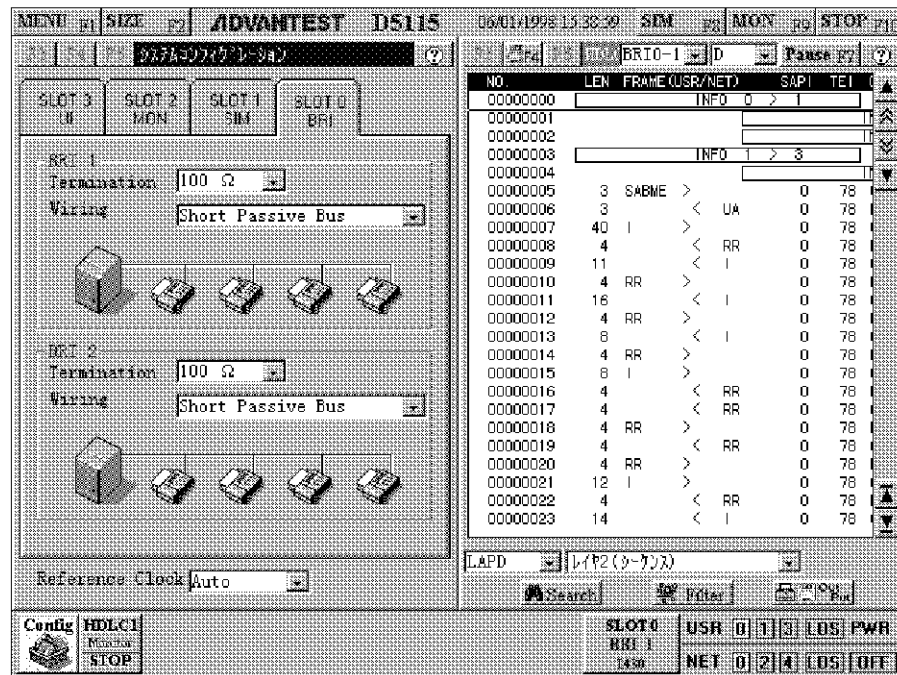 MENU F1 SIZE F2 ADVANTEST D5115 06/01/1998 15:38:39 SIM F8 MON F9 STOP F10
システムコンフィグレーション
SLOT 3 SLOT 2 SLOT 1 SLOT 0
UI MON SIM BRI
BRI 1
Termination 100 Ω
Wiring
Short Passive Bus
BRI 2
Termination 100 Ω
Wiring
Short Passive Bus
Reference Clock Auto
BRI0-1 D Pause F7
NO. LEN FRAME(USR/NET) SAPI TEI
00000000 INFO 0 > 1
00000001
00000002
00000003 INFO 1 > 3
00000004
00000005 3 SABME > 0 78
00000006 3 < UA 0 78
00000007 40 I > 0 78
00000008 4 < RR 0 78
00000009 11 < I 0 78
00000010 4 RR > 0 78
00000011 16 < I 0 78
00000012 4 RR > 0 78
00000013 8 < I 0 78
00000014 4 RR > 0 78
00000015 8 I > 0 78
00000016 4 < RR 0 78
00000017 4 < RR 0 78
00000018 4 RR > 0 78
00000019 4 < RR 0 78
00000020 4 RR > 0 78
00000021 12 I > 0 78
00000022 4 < RR 0 78
00000023 14 < I 0 78
LAPD レイヤ2(シーケンス)
Search Filter
Config HDLC1
Monitor
STOP
SLOT 0
BRI 1
I430
USR 0 1 3 LOS PWR
NET 0 2 4 LOS OFF